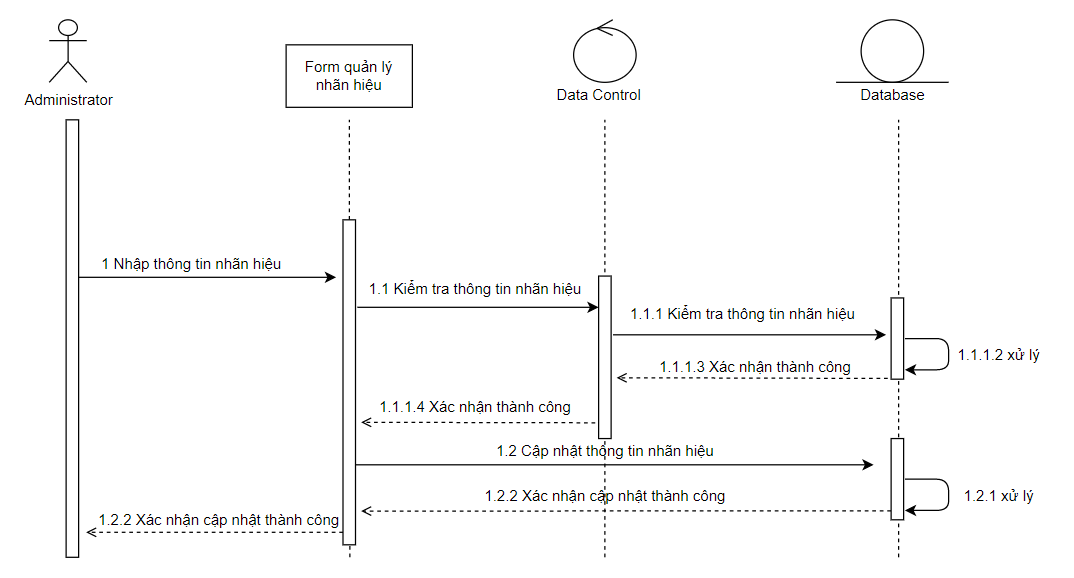 Administrator
Form quản lý
nhãn hiệu
Data Control
Database
1 Nhập thông tin nhãn hiệu
1.1 Kiểm tra thông tin nhãn hiệu
1.1.1 Kiểm tra thông tin nhãn hiệu
1.1.1.2 xử lý
1.1.1.3 Xác nhận thành công
1.1.1.4 Xác nhận thành công
1.2 Cập nhật thông tin nhãn hiệu
1.2.2 Xác nhận cập nhật thành công
1.2.1 xử lý
1.2.2 Xác nhận cập nhật thành công